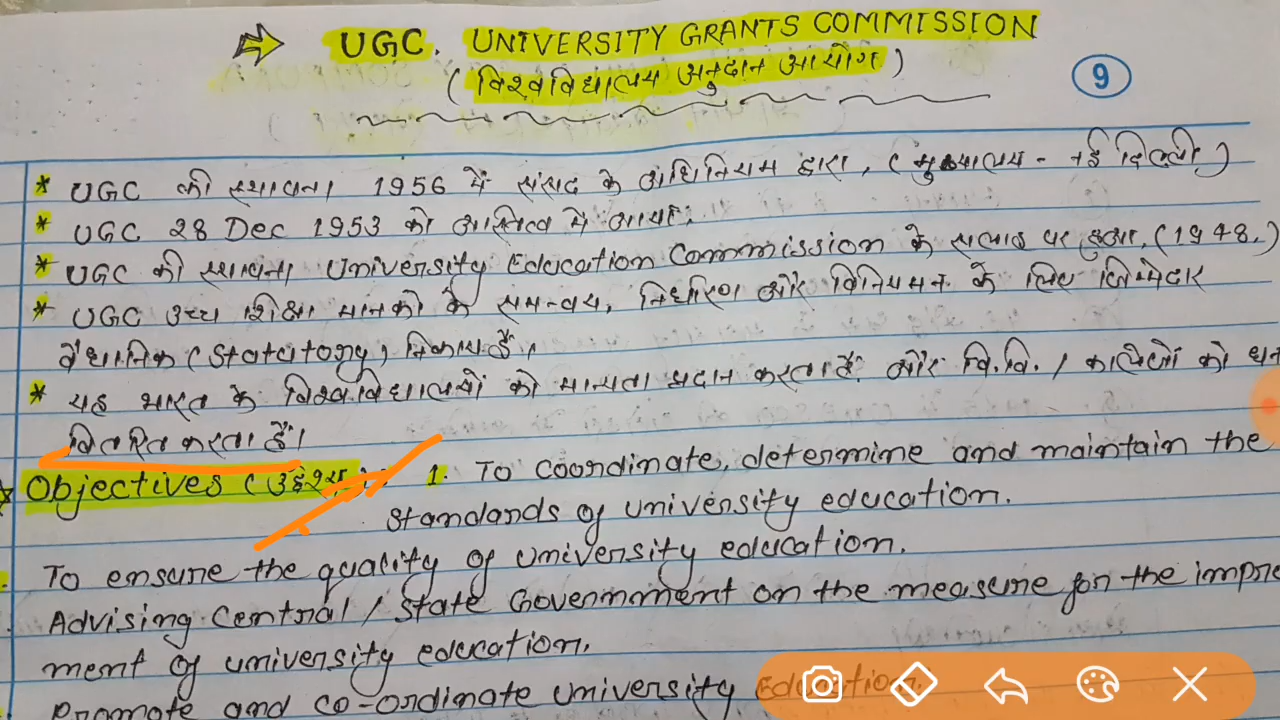 UGC. UNIVERSITY GRANTS COMMISSION
(विश्वविद्यालय अनुदान आयोग)
9
* UGC की स्थापना 1956 में संसद के अधिनियम द्वारा, (मुख्यालय - नई दिल्ली)
* UGC 28 Dec 1953 को अस्तित्व में आया.
* UGC की स्थापना University Education Commission के सलाह पर हुआ. (1948.)
* UGC उच्च शिक्षा मानको के समन्वय, निर्धारण और विनियमन के लिए जिम्मेदार
वैधानिक (Statutory) निकाय है।
* यह भारत के विश्वविद्यालयों को मान्यता प्रदान करता है. और वि.वि. / कालेजों को धन
वितरित करता है।
Objectives (उद्देश्य) 1. To coordinate, determine and maintain the
standards of university education.
To ensure the quality of university education.
Advising Central / State Government on the measure for the impro
ment of university education.
Promote and co-ordinate university Education.